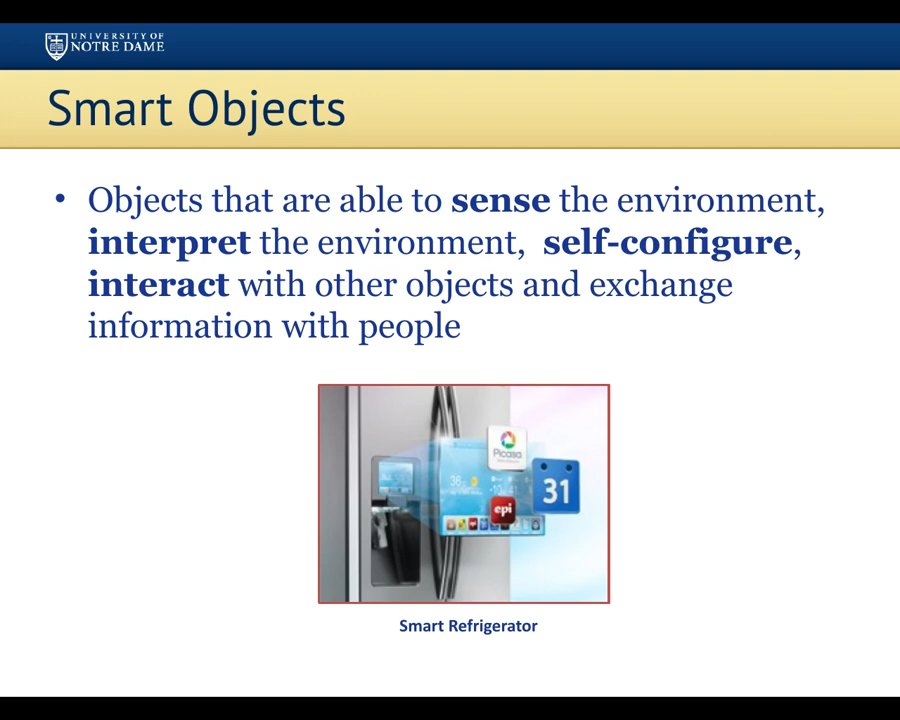 UNIVERSITY OF
NOTRE DAME
Smart Objects
• Objects that are able to sense the environment,
interpret the environment, self-configure,
interact with other objects and exchange
information with people
Picasa
36
31
epi
Smart Refrigerator